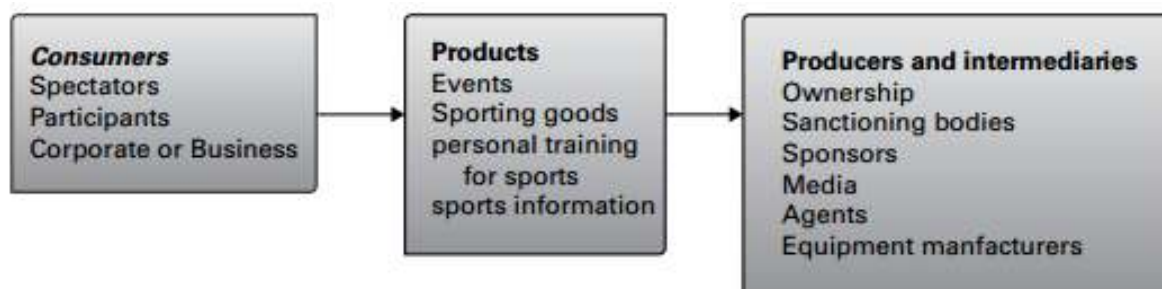 Consumers
Spectators
Participants
Corporate or Business
Products
Events
Sporting goods
personal training
for sports
sports information
Producers and intermediaries
Ownership
Sanctioning bodies
Sponsors
Media
Agents
Equipment manfacturers